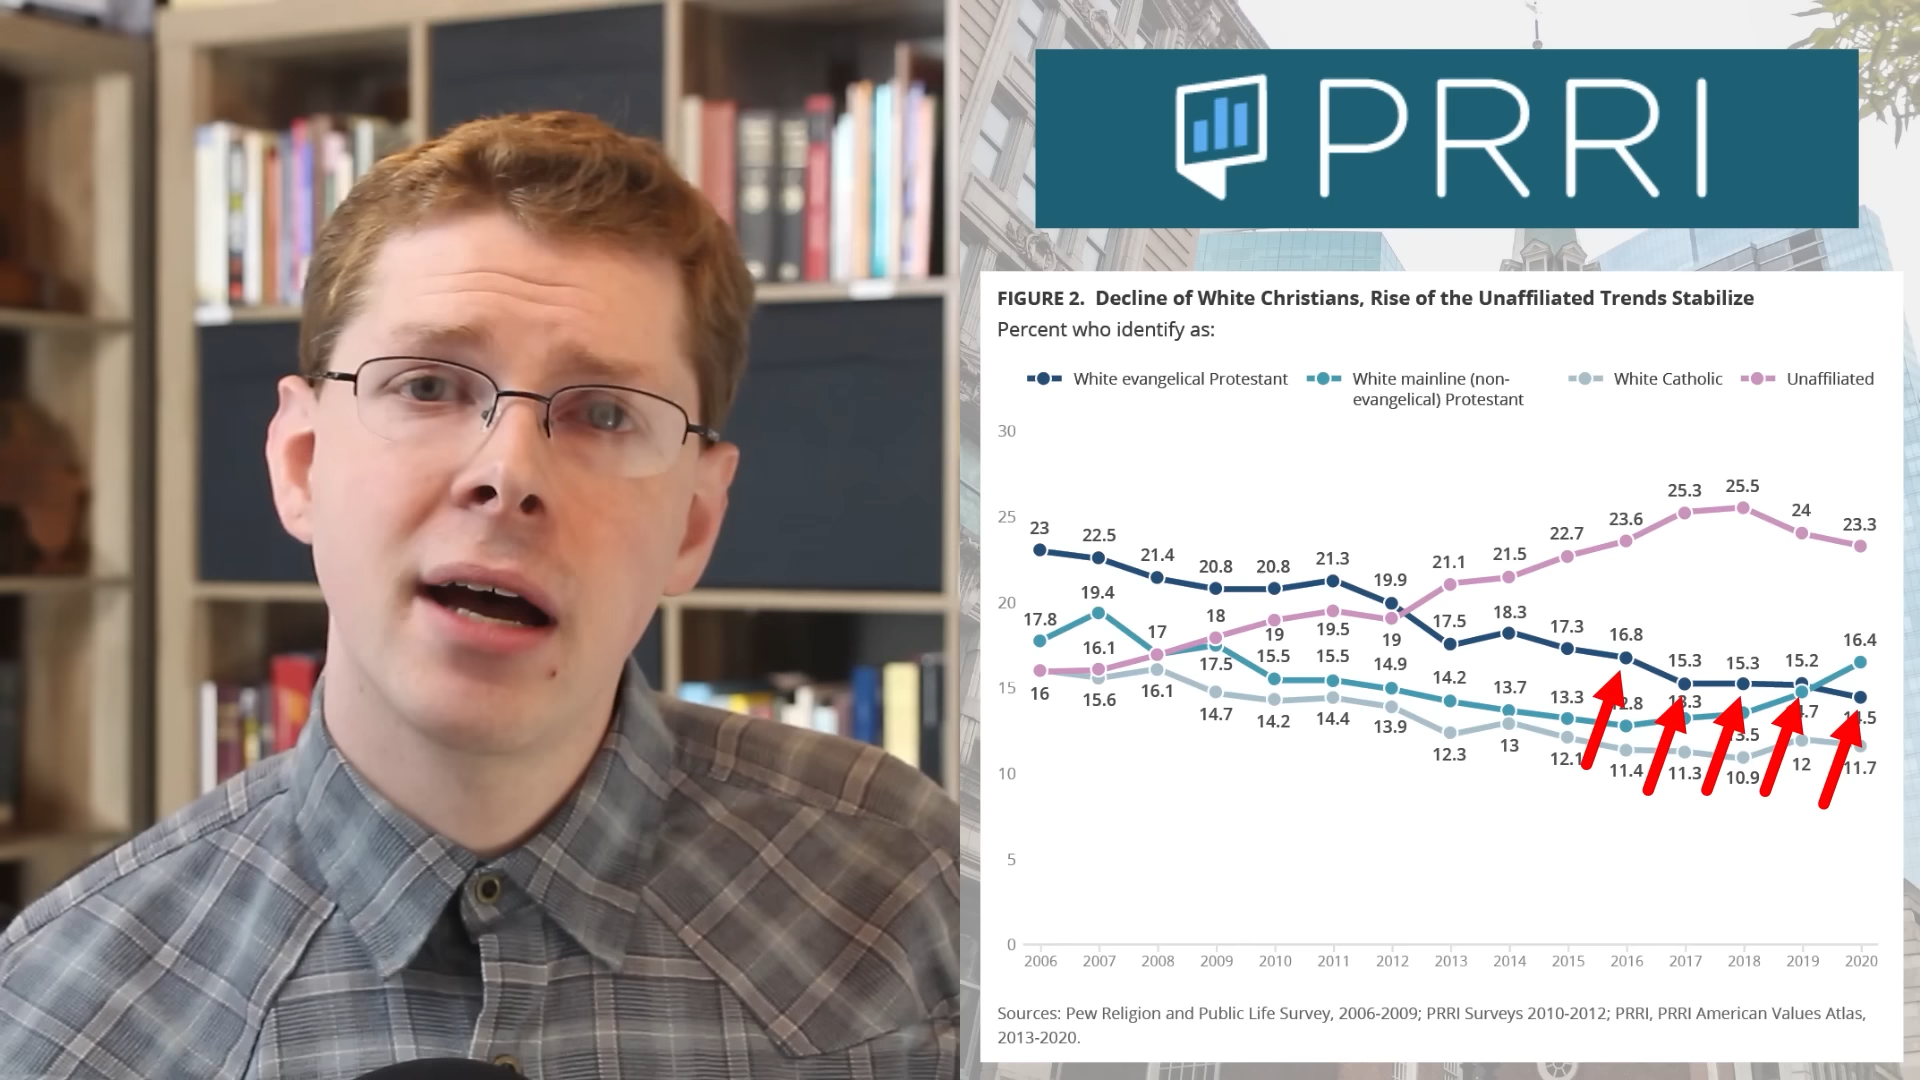 PRRI
FIGURE 2. Decline of White Christians, Rise of the Unaffiliated Trends Stabilize
Percent who identify as:
White evangelical Protestant
White mainline (non-
evangelical) Protestant
White Catholic
Unaffiliated
30
25
20
15
10
5
0
23 22.5 21.4 20.8 20.8 21.3 19.9 17.5 18.3 17.3 16.8 15.3 15.3 15.2
17.8 19.4 17 17.5 15.5 15.5 14.9 14.2 13.7 13.3 16.4
16 15.6 16.1 14.7 14.2 14.4 13.9 12.3 13 12.1 11.4 11.3 10.9 12 11.7
16.1 18 19 19.5 19 21.1 21.5 22.7 23.6 25.3 25.5 24 23.3
2006 2007 2008 2009 2010 2011 2012 2013 2014 2015 2016 2017 2018 2019 2020
Sources: Pew Religion and Public Life Survey, 2006-2009; PRRI Surveys 2010-2012; PRRI, PRRI American Values Atlas,
2013-2020.